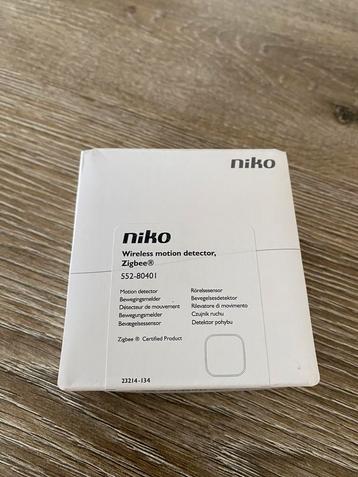 niko
niko
Wireless motion detector,
Zigbee®
552-80401
Motion detector
Bewegingsmelder
Détecteur de mouvement
Bewegungsmelder
Bevægelsessensor
Rörelsesensor
Bevegelsesdetektor
Rilevatore di movimento
Czujnik ruchu
Detektor pohybu
Zigbee ® Certified Product
23214-134